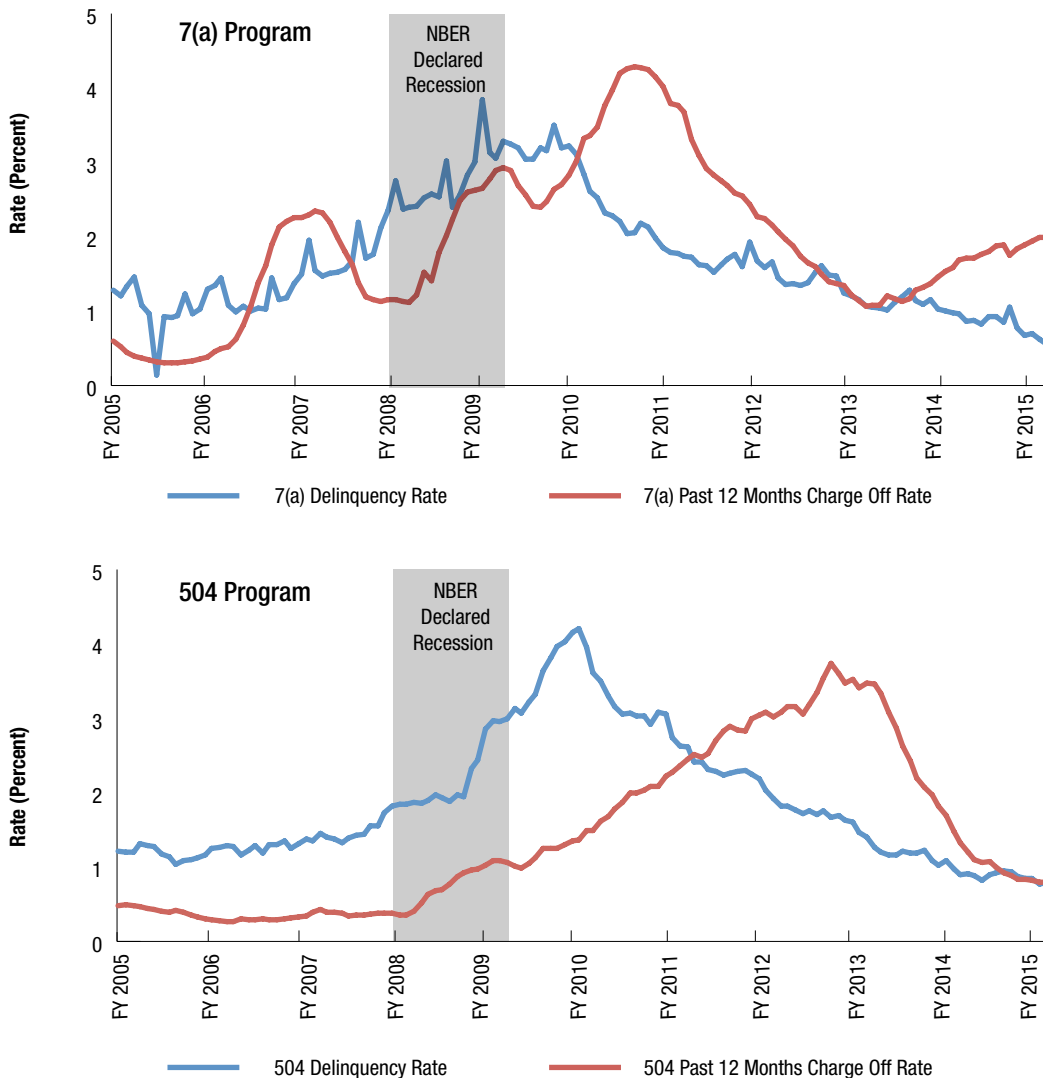 7(a) Program
NBER
Declared
Recession
Rate (Percent)
5
4
3
2
1
0
FY 2005
FY 2006
FY 2007
FY 2008
FY 2009
FY 2010
FY 2011
FY 2012
FY 2013
FY 2014
FY 2015
7(a) Delinquency Rate
7(a) Past 12 Months Charge Off Rate
504 Program
NBER
Declared
Recession
Rate (Percent)
5
4
3
2
1
0
FY 2005
FY 2006
FY 2007
FY 2008
FY 2009
FY 2010
FY 2011
FY 2012
FY 2013
FY 2014
FY 2015
504 Delinquency Rate
504 Past 12 Months Charge Off Rate